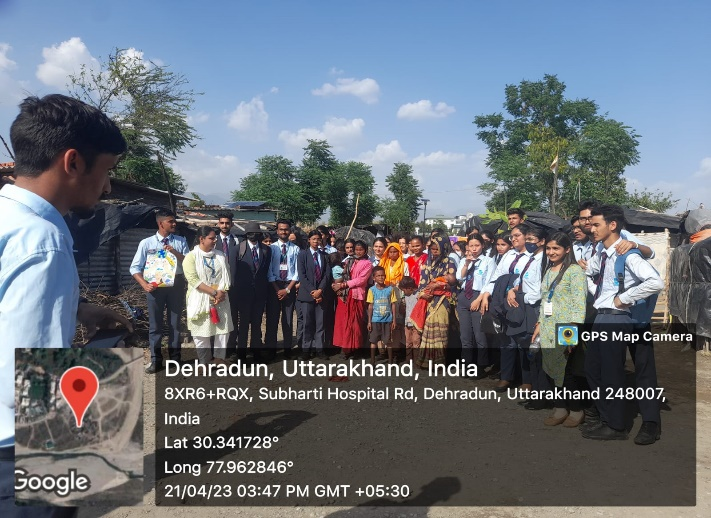 GPS Map Camera
Dehradun, Uttarakhand, India
8XR6+RQX, Subharti Hospital Rd, Dehradun, Uttarakhand 248007,
India
Lat 30.341728°
Long 77.962846°
21/04/23 03:47 PM GMT +05:30
Google